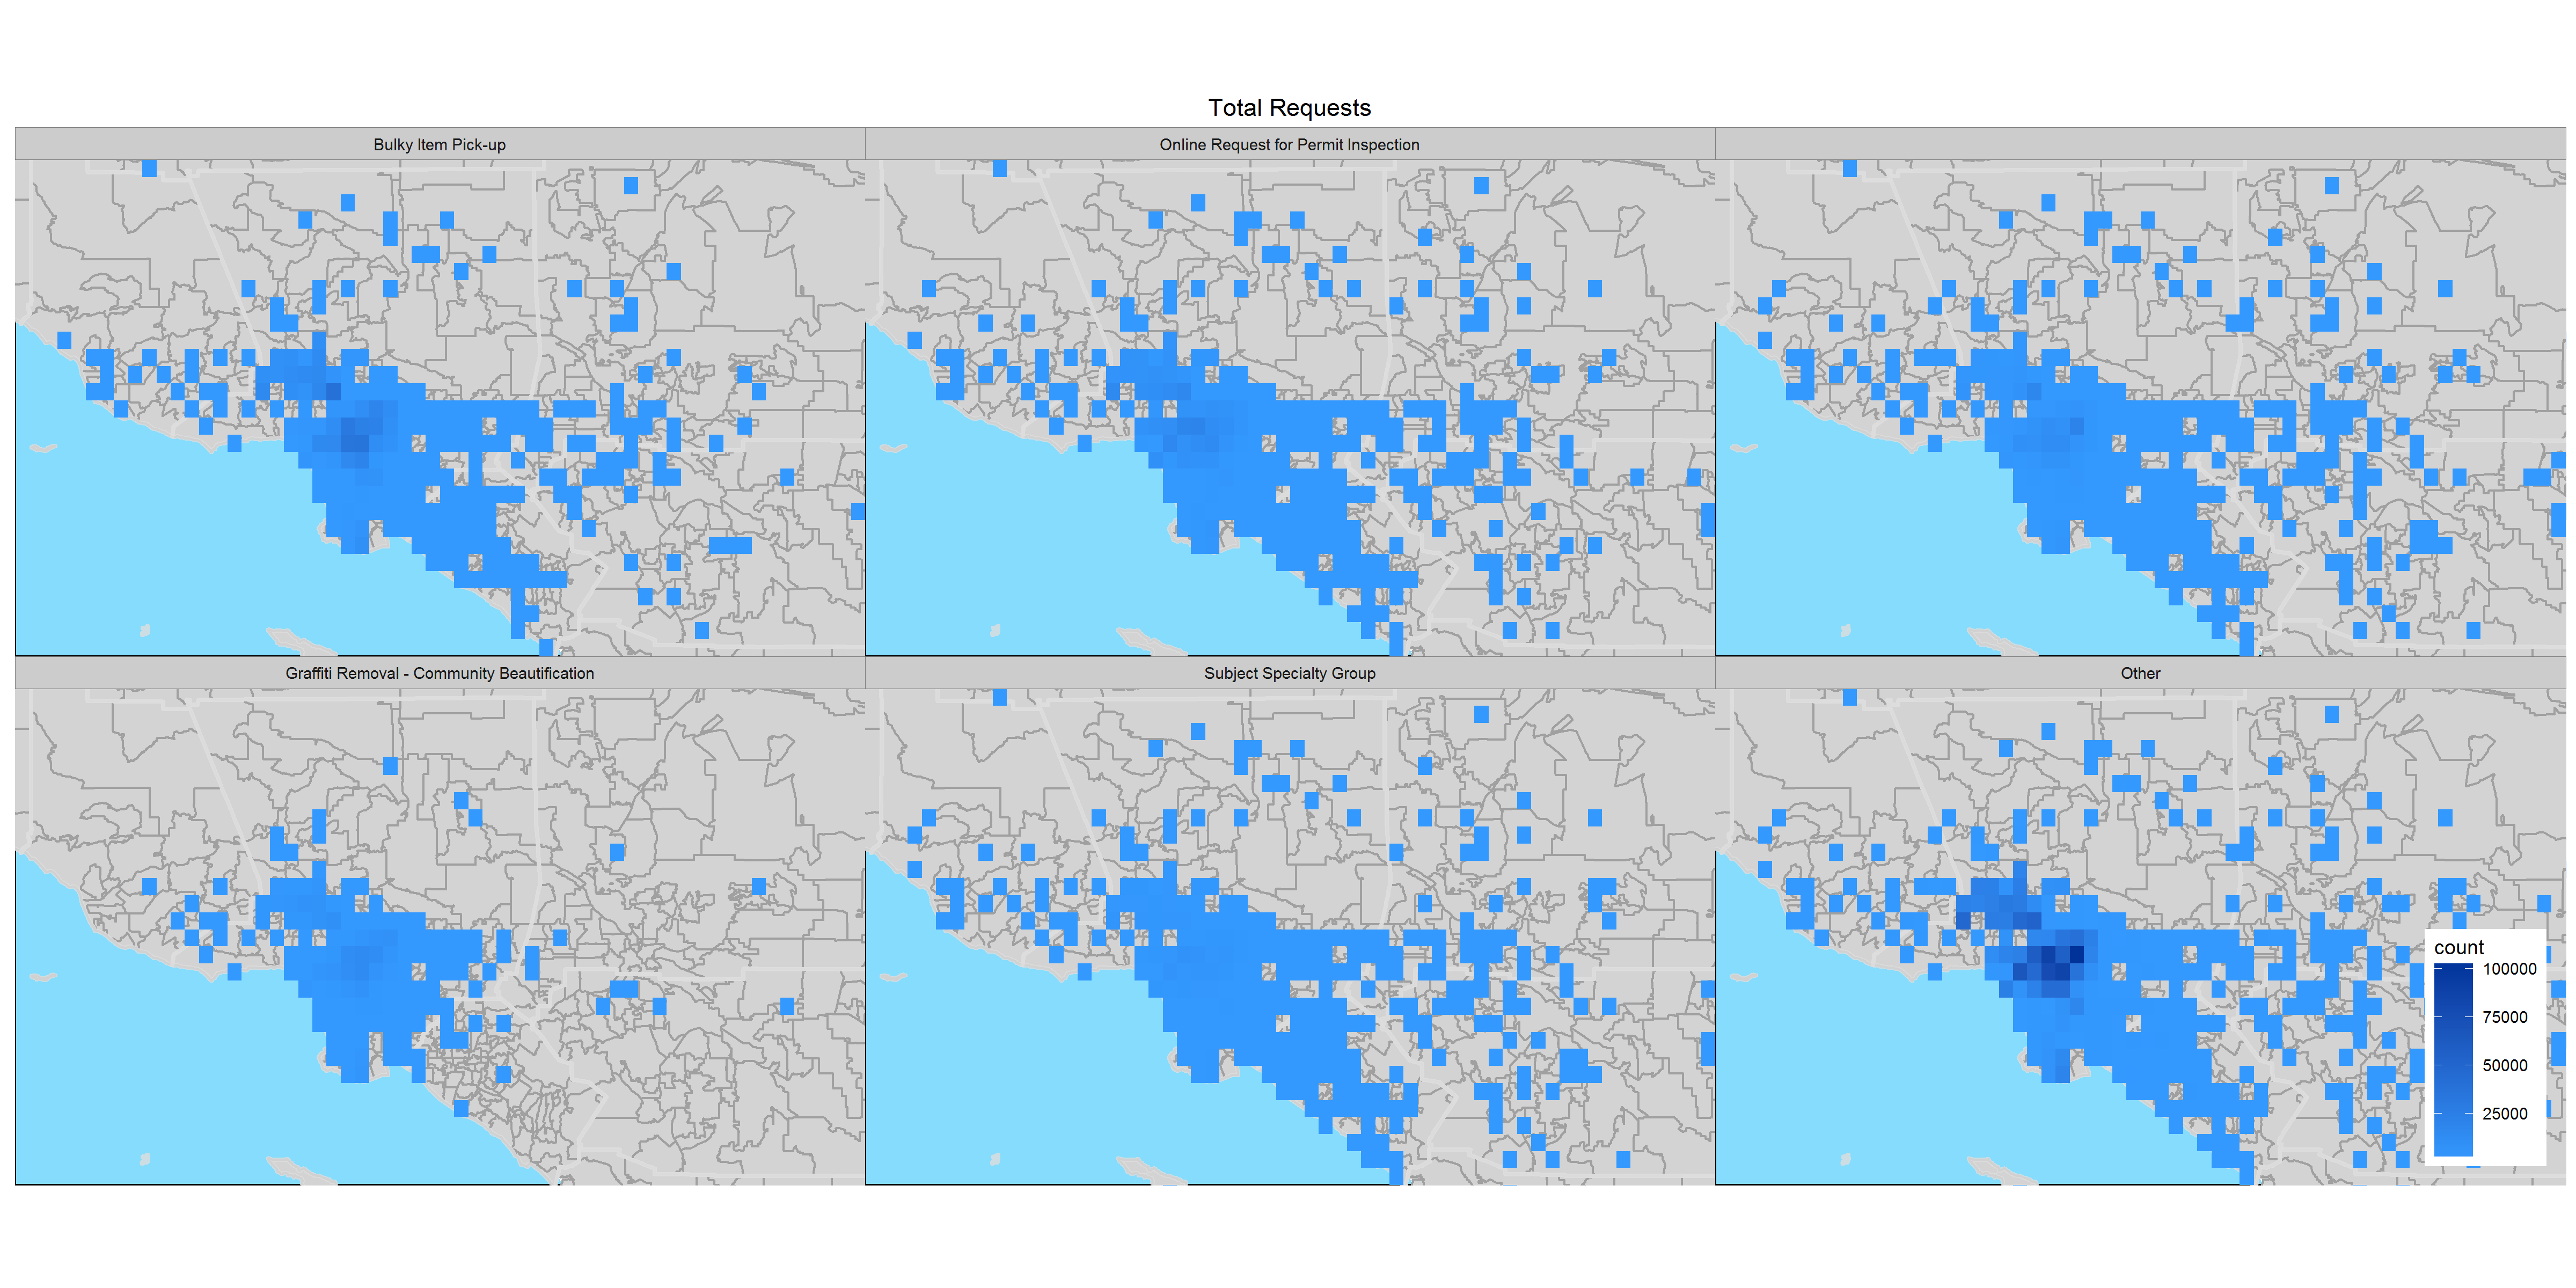 Total Requests
Bulky Item Pick-up
Online Request for Permit Inspection
Graffiti Removal - Community Beautification
Subject Specialty Group
Other
count
100000
75000
50000
25000